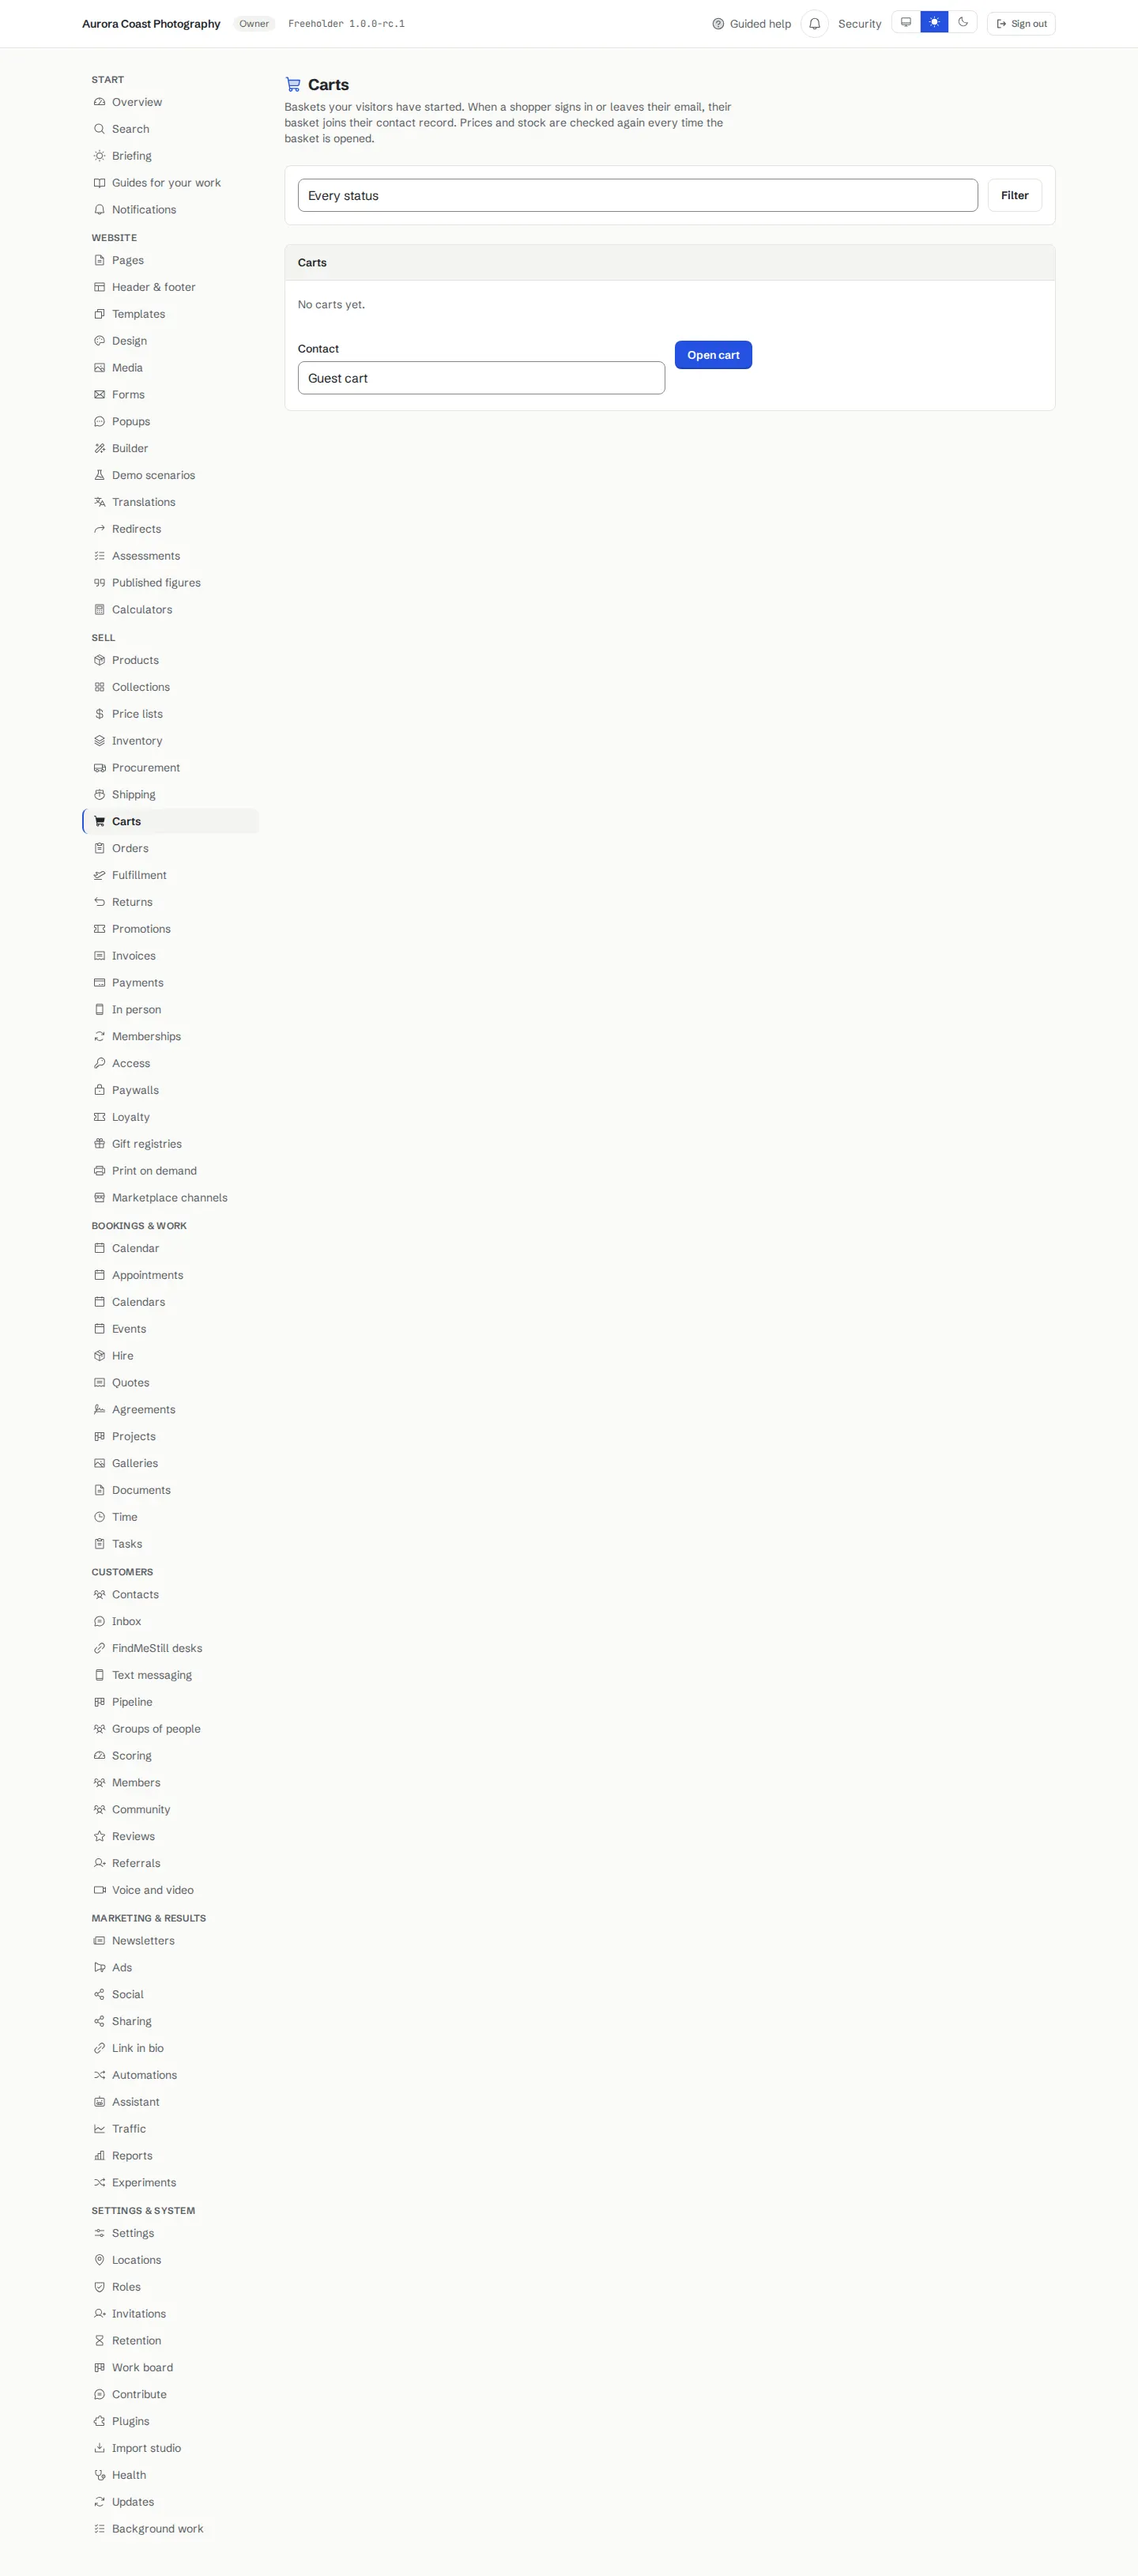 Aurora Coast Photography Owner Freeholder 1.0.0-rc.1 Guided help Security Sign out
START
Overview
Search
Briefing
Guides for your work
Notifications
WEBSITE
Pages
Header & footer
Templates
Design
Media
Forms
Popups
Builder
Demo scenarios
Translations
Redirects
Assessments
Published figures
Calculators
SELL
Products
Collections
Price lists
Inventory
Procurement
Shipping
Carts
Orders
Fulfillment
Returns
Promotions
Invoices
Payments
In person
Memberships
Access
Paywalls
Loyalty
Gift registries
Print on demand
Marketplace channels
BOOKINGS & WORK
Calendar
Appointments
Calendars
Events
Hire
Quotes
Agreements
Projects
Galleries
Documents
Time
Tasks
CUSTOMERS
Contacts
Inbox
FindMeStill desks
Text messaging
Pipeline
Groups of people
Scoring
Members
Community
Reviews
Referrals
Voice and video
MARKETING & RESULTS
Newsletters
Ads
Social
Sharing
Link in bio
Automations
Assistant
Traffic
Reports
Experiments
SETTINGS & SYSTEM
Settings
Locations
Roles
Invitations
Retention
Work board
Contribute
Plugins
Import studio
Health
Updates
Background work
Carts
Baskets your visitors have started. When a shopper signs in or leaves their email, their
basket joins their contact record. Prices and stock are checked again every time the
basket is opened.
Every status Filter
Carts
No carts yet.
Contact
Guest cart
Open cart